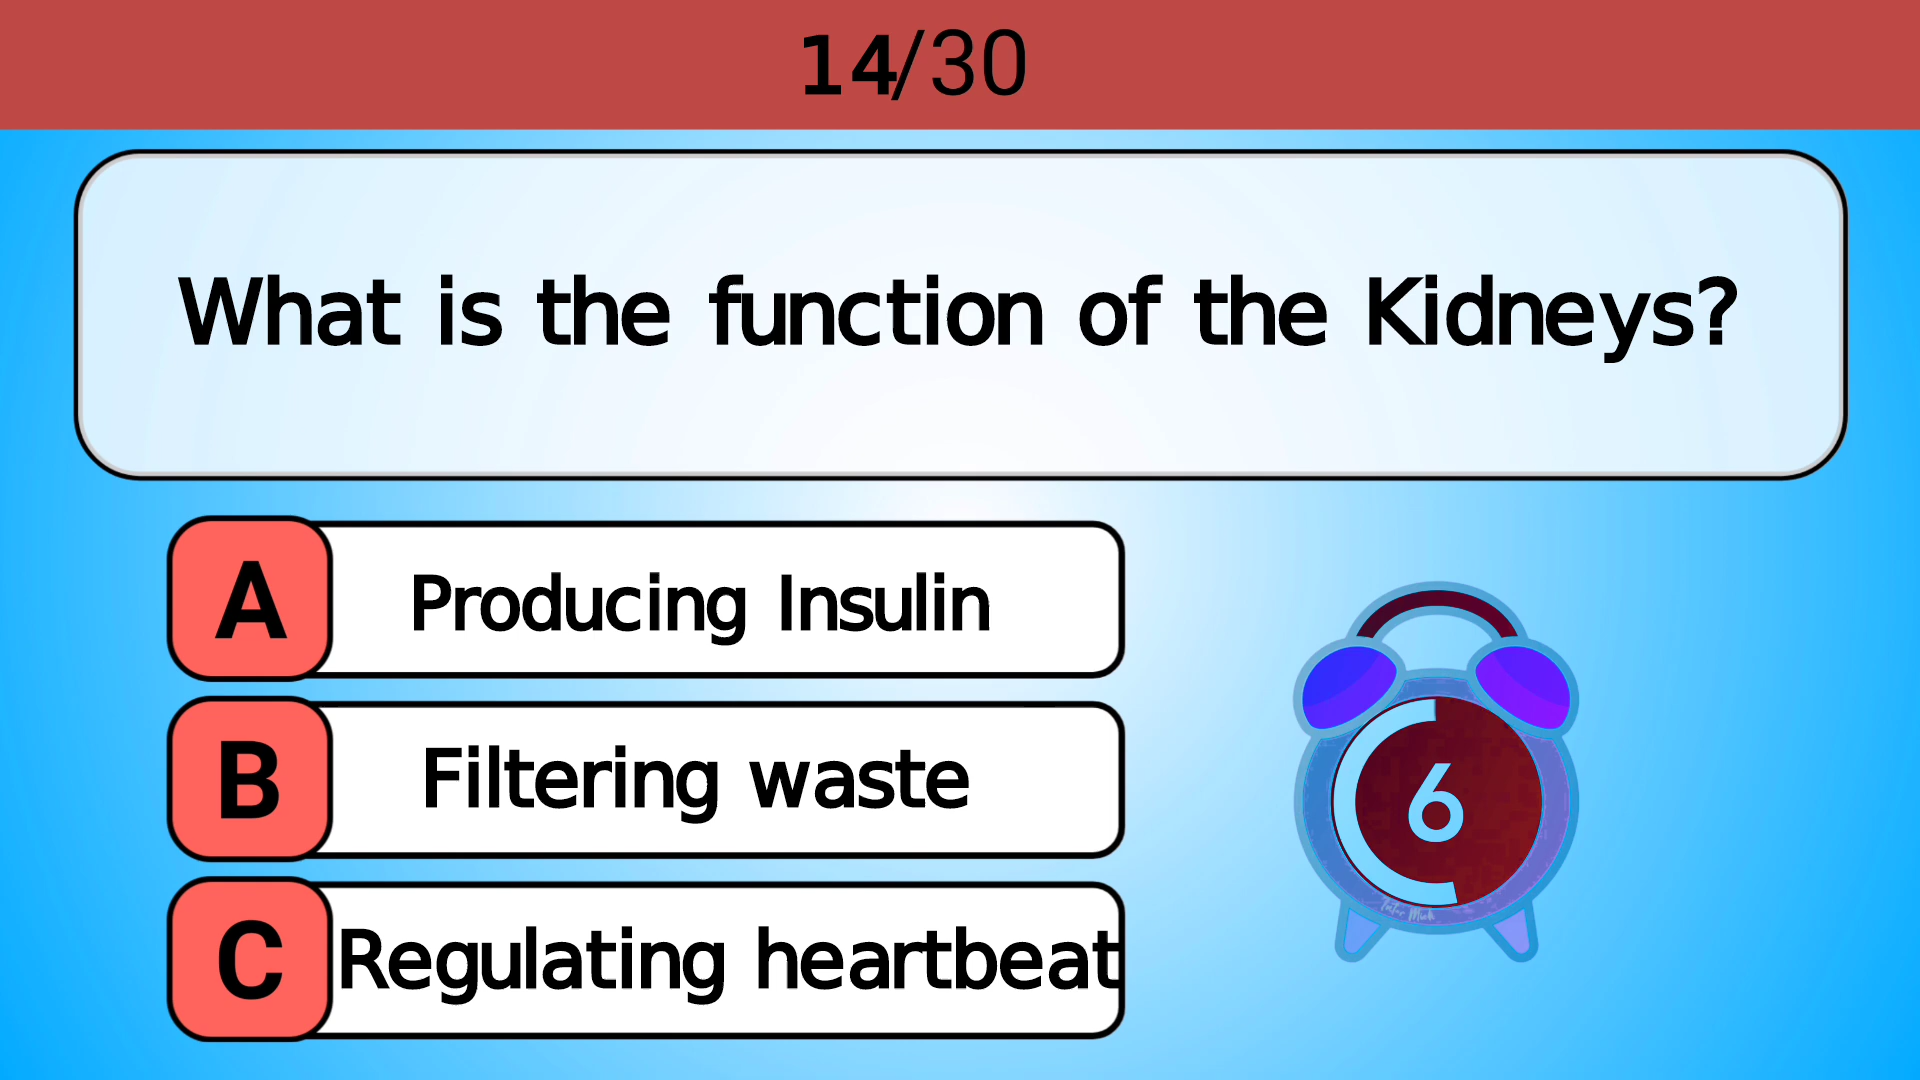 14/30
What is the function of the Kidneys?
A Producing Insulin
B Filtering waste
C Regulating heartbeat
6